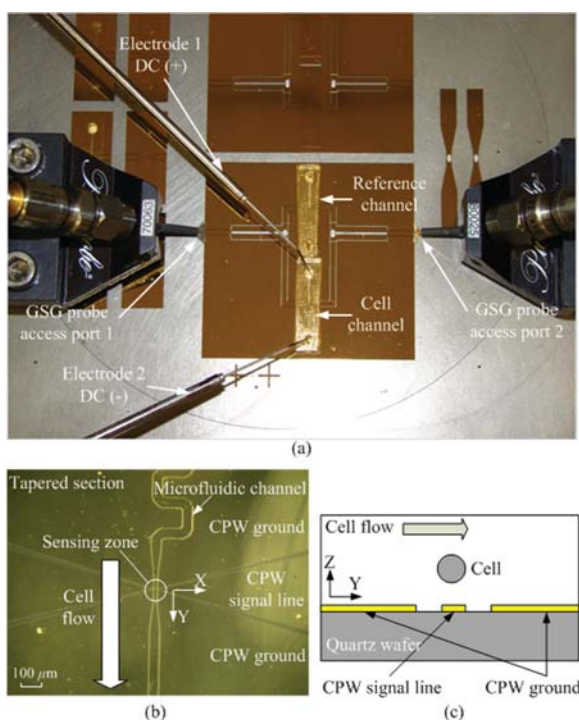 Electrode 1
DC (+)
Reference
channel
70063
GSG probe
access port 1
Cell
channel
GSG probe
access port 2
Electrode 2
DC (-)
(a)
Tapered section
Microfluidic channel
CPW ground
Sensing zone
X
CPW
signal line
Cell
flow
Y
CPW ground
100 μm
(b)
Cell flow
Cell
Z
Y
Quartz wafer
CPW signal line
CPW ground
(c)